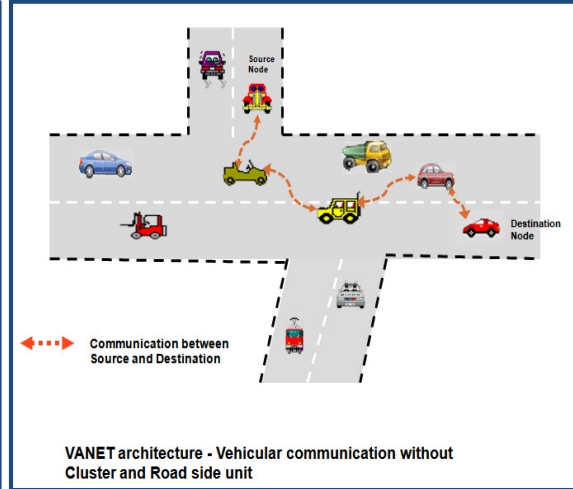 Source
Node
Destination
Node
Communication between
Source and Destination
VANET architecture - Vehicular communication without
Cluster and Road side unit